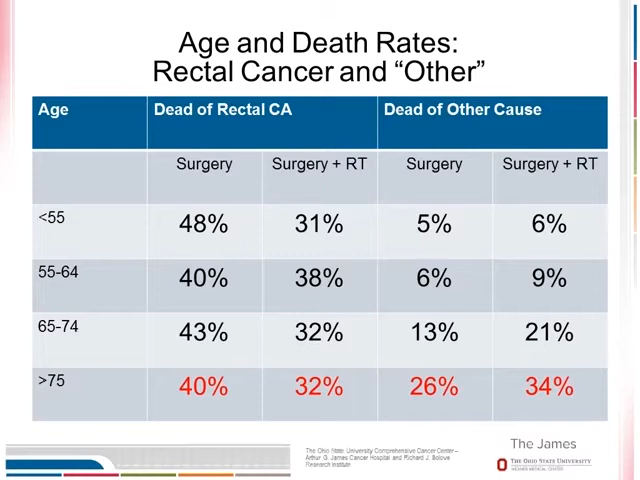 Age and Death Rates:
Rectal Cancer and “Other”
Age Dead of Rectal CA Dead of Other Cause
Surgery Surgery + RT Surgery Surgery + RT
<55 48% 31% 5% 6%
55-64 40% 38% 6% 9%
65-74 43% 32% 13% 21%
>75 40% 32% 26% 34%
The Ohio State University Comprehensive Cancer Center –
Arthur G. James Cancer Hospital and Richard J. Solove
Research Institute
The James
THE OHIO STATE UNIVERSITY
WEXNER MEDICAL CENTER